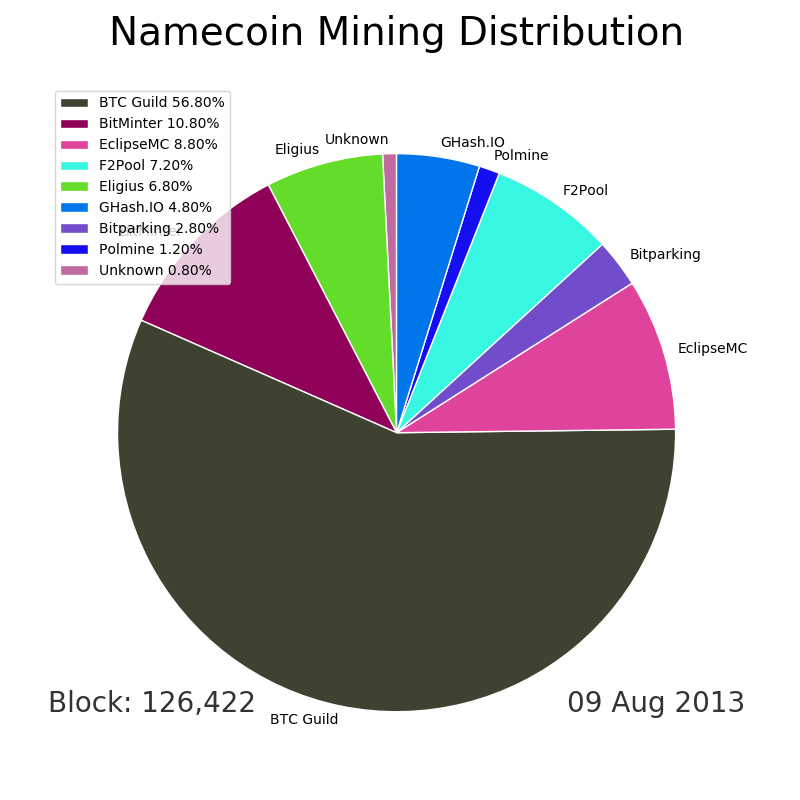 Namecoin Mining Distribution
BTC Guild 56.80%
BitMinter 10.80%
EclipseMC 8.80%
F2Pool 7.20%
Eligius 6.80%
GHash.IO 4.80%
Bitparking 2.80%
Polmine 1.20%
Unknown 0.80%
Unknown
Eligius
GHash.IO
Polmine
F2Pool
Bitparking
EclipseMC
BTC Guild
Block: 126,422
09 Aug 2013